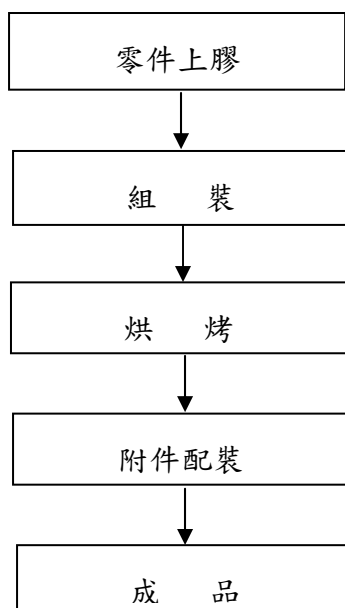 零件上膠
組　裝
烘　烤
附件配裝
成　品